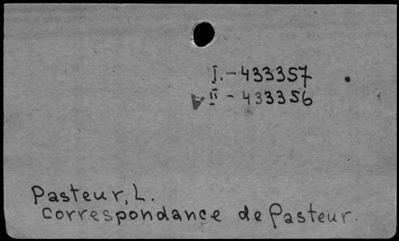 I. - 433357
II - 433356
Pasteur, L.
Correspondance de Pasteur.